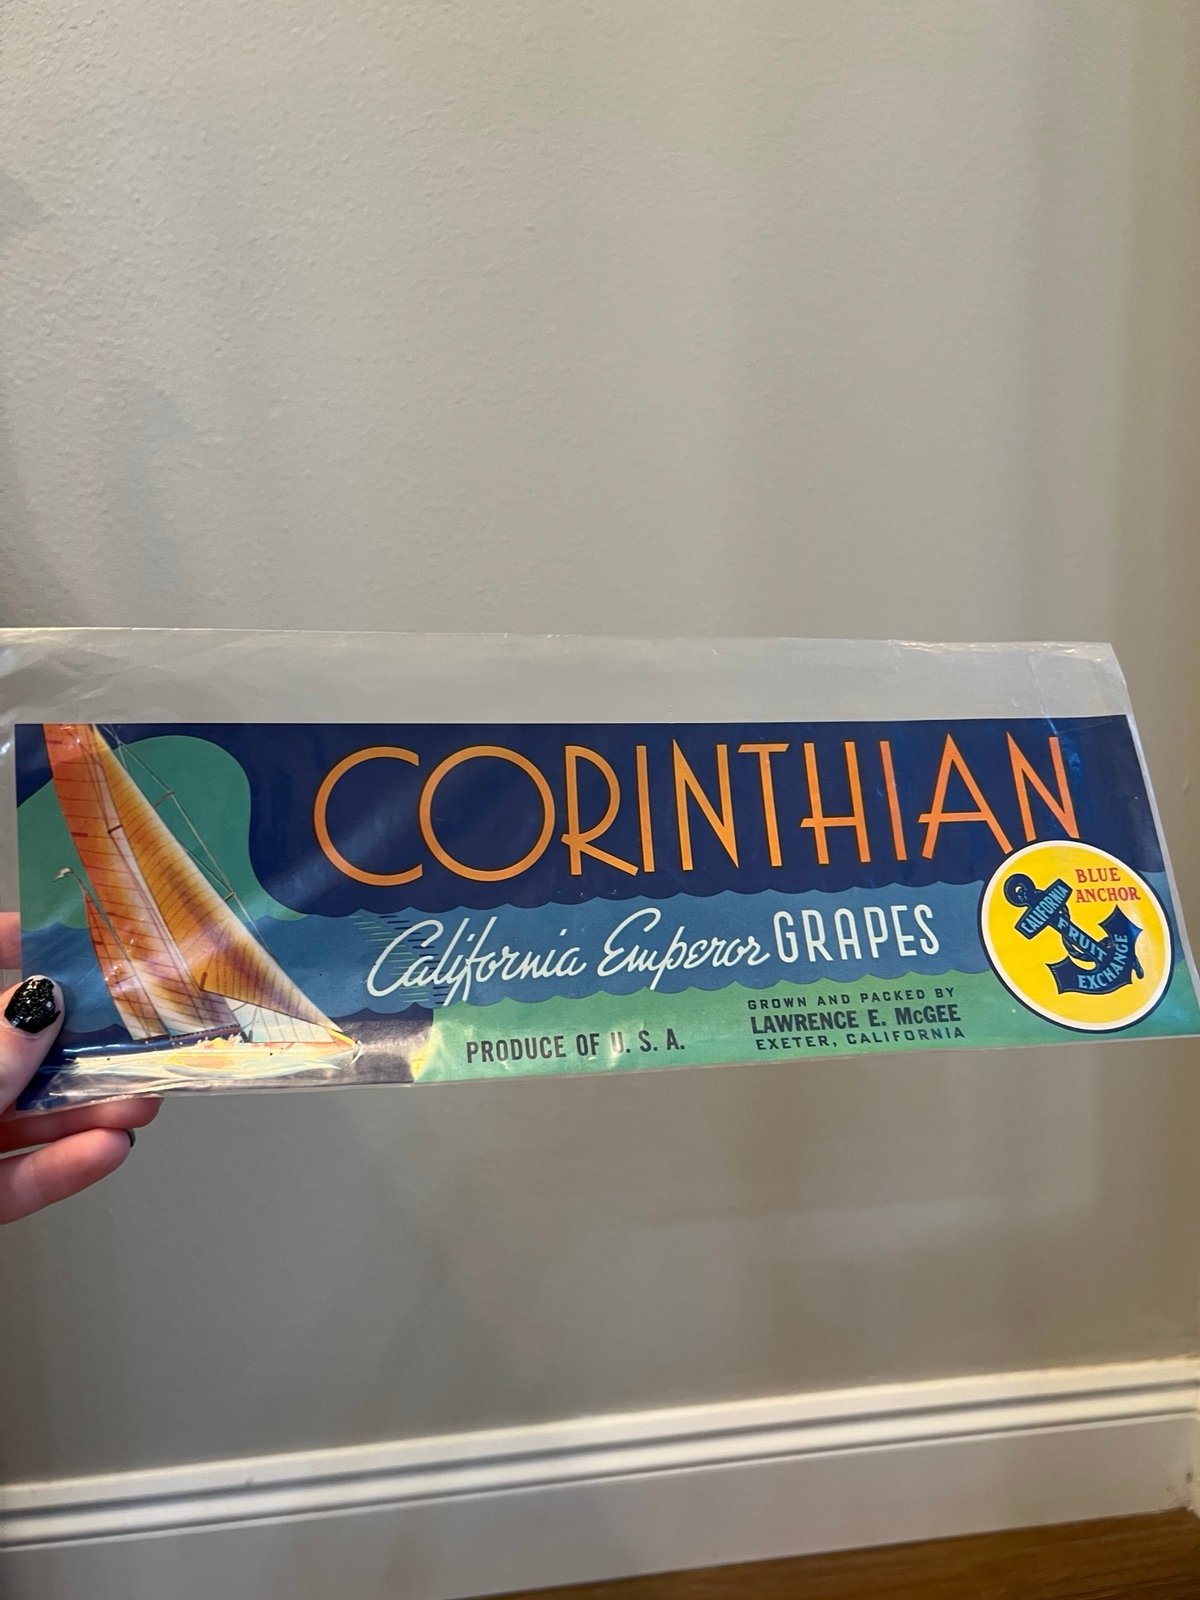 CORINTHIAN
California Emperor GRAPES
PRODUCE OF U. S. A.
GROWN AND PACKED BY
LAWRENCE E. McGEE
EXETER, CALIFORNIA
BLUE
ANCHOR
CALIFORNIA
FRUIT
EXCHANGE